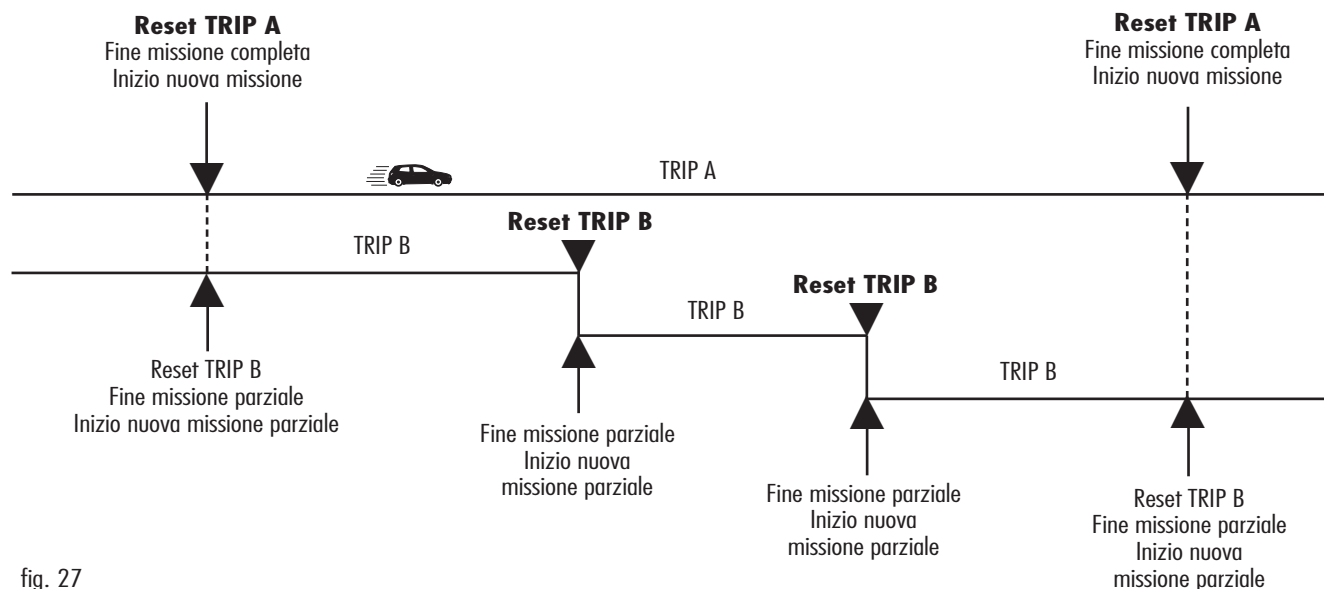 Reset TRIP A
Fine missione completa
Inizio nuova missione
Reset TRIP A
Fine missione completa
Inizio nuova missione
TRIP A
TRIP B
Reset TRIP B
TRIP B
Reset TRIP B
TRIP B
Reset TRIP B
Fine missione parziale
Inizio nuova missione parziale
Fine missione parziale
Inizio nuova
missione parziale
Fine missione parziale
Inizio nuova
missione parziale
Reset TRIP B
Fine missione parziale
Inizio nuova
missione parziale
fig. 27